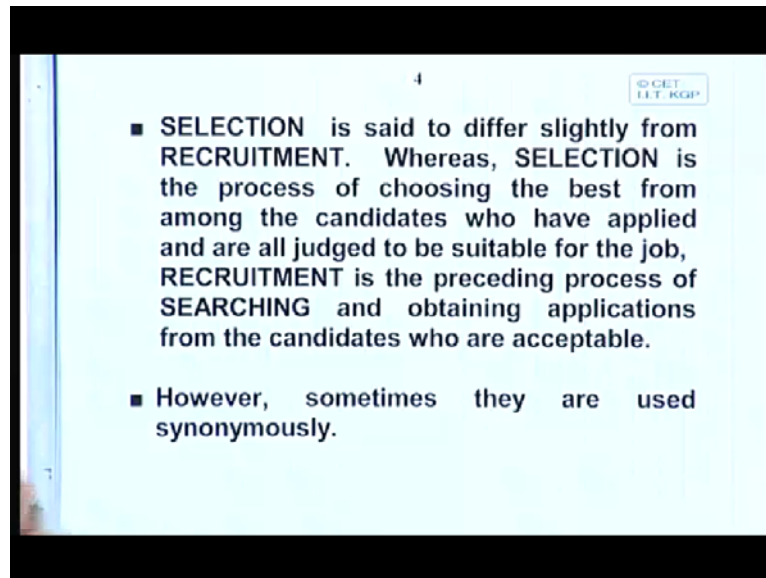 4
© CET
I.I.T. KGP
■ SELECTION is said to differ slightly from
RECRUITMENT. Whereas, SELECTION is
the process of choosing the best from
among the candidates who have applied
and are all judged to be suitable for the job,
RECRUITMENT is the preceding process of
SEARCHING and obtaining applications
from the candidates who are acceptable.
■ However, sometimes they are used
synonymously.